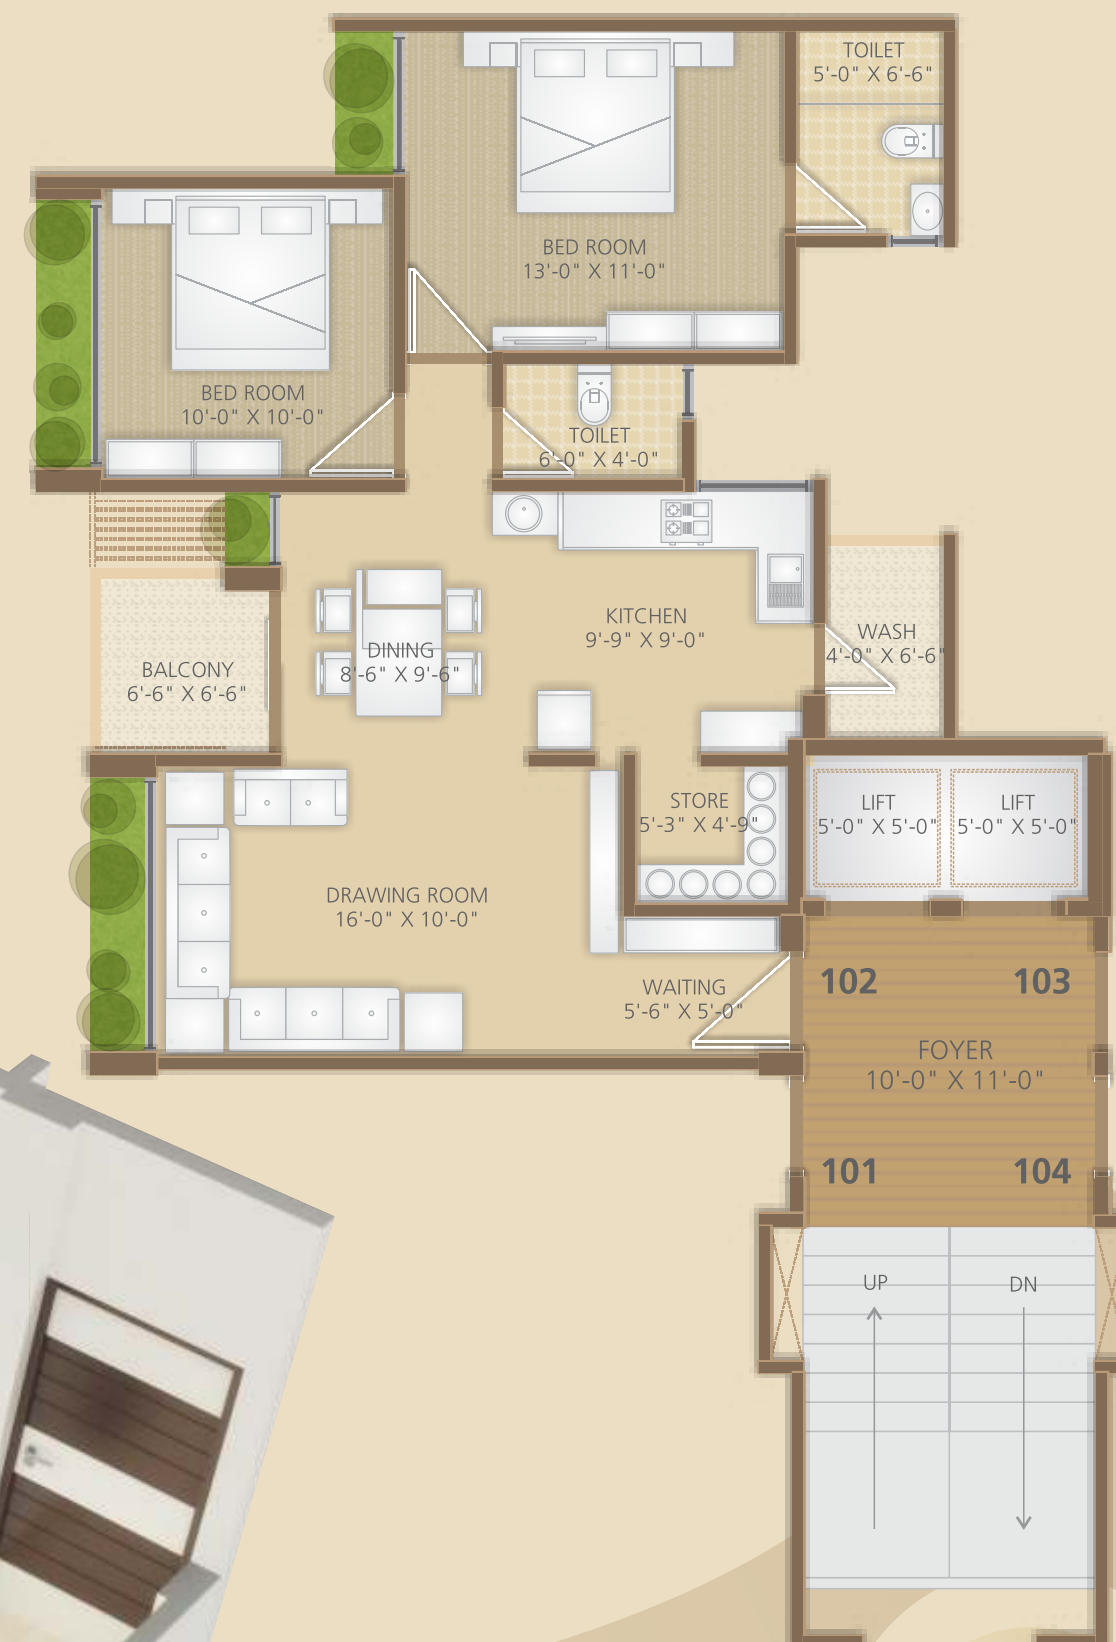 TOILET
5'-0" X 6'-6"
BED ROOM
13'-0" X 11'-0"
BED ROOM
10'-0" X 10'-0"
TOILET
6'-0" X 4'-0"
KITCHEN
9'-9" X 9'-0"
WASH
4'-0" X 6'-6"
DINING
8'-6" X 9'-6"
BALCONY
6'-6" X 6'-6"
STORE
5'-3" X 4'-9"
LIFT
5'-0" X 5'-0"
LIFT
5'-0" X 5'-0"
DRAWING ROOM
16'-0" X 10'-0"
WAITING
5'-6" X 5'-0"
102
103
FOYER
10'-0" X 11'-0"
101
104
UP
DN